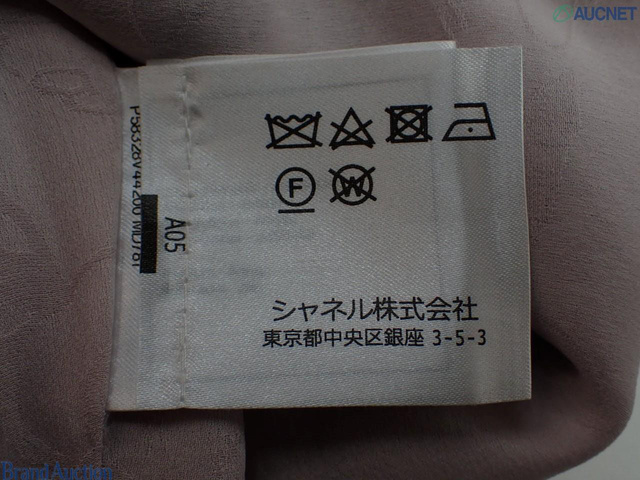 AUCNET
P58328V44200 MD781
A05
F
W
シャネル株式会社
東京都中央区銀座 3-5-3
Brand Auction